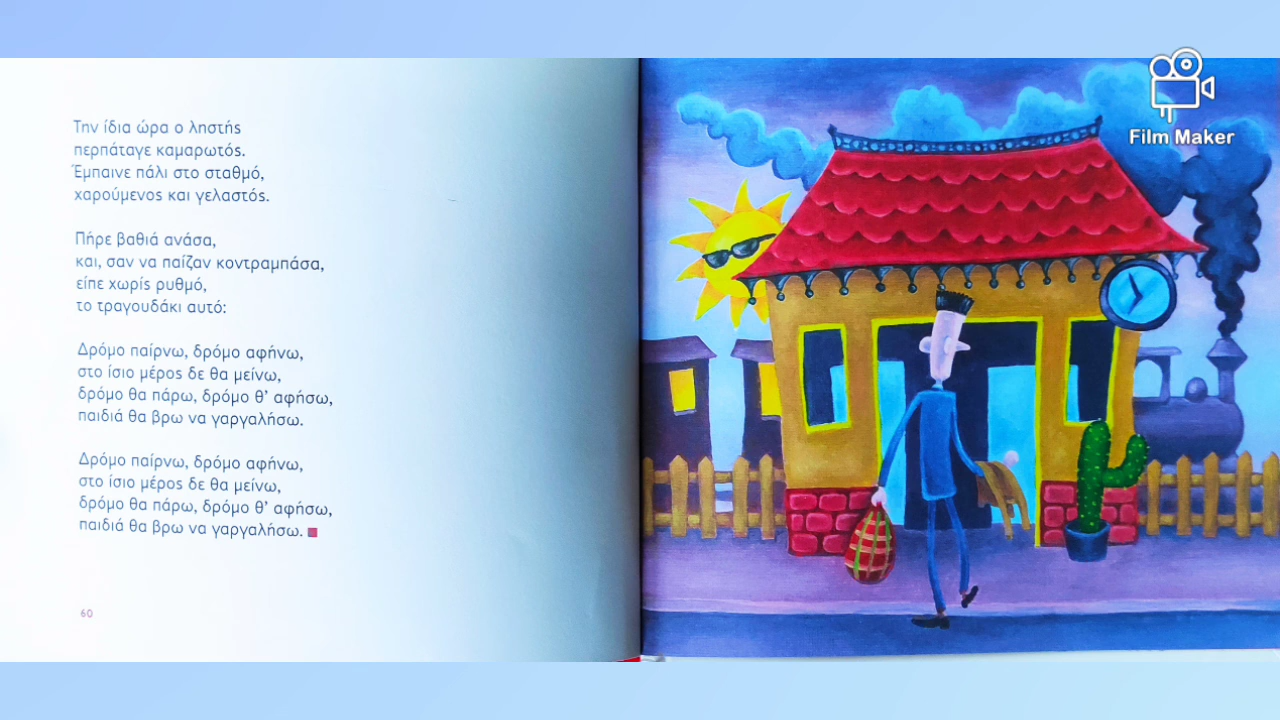 Την ίδια ώρα ο ληστής
περπάταγε καμαρωτός.
Έμπαινε πάλι στο σταθμό,
χαρούμενος και γελαστός.
Πήρε βαθιά ανάσα,
και, σαν να παίζαν κοντραμπάσα,
είπε χωρίς ρυθμό,
το τραγουδάκι αυτό:
Δρόμο παίρνω, δρόμο αφήνω,
στο ίσιο μέρος δε θα μείνω,
δρόμο θα πάρω, δρόμο θ' αφήσω,
παιδιά θα βρω να γαργαλήσω.
Δρόμο παίρνω, δρόμο αφήνω,
στο ίσιο μέρος δε θα μείνω,
δρόμο θα πάρω, δρόμο θ' αφήσω,
παιδιά θα βρω να γαργαλήσω.
60
Film Maker